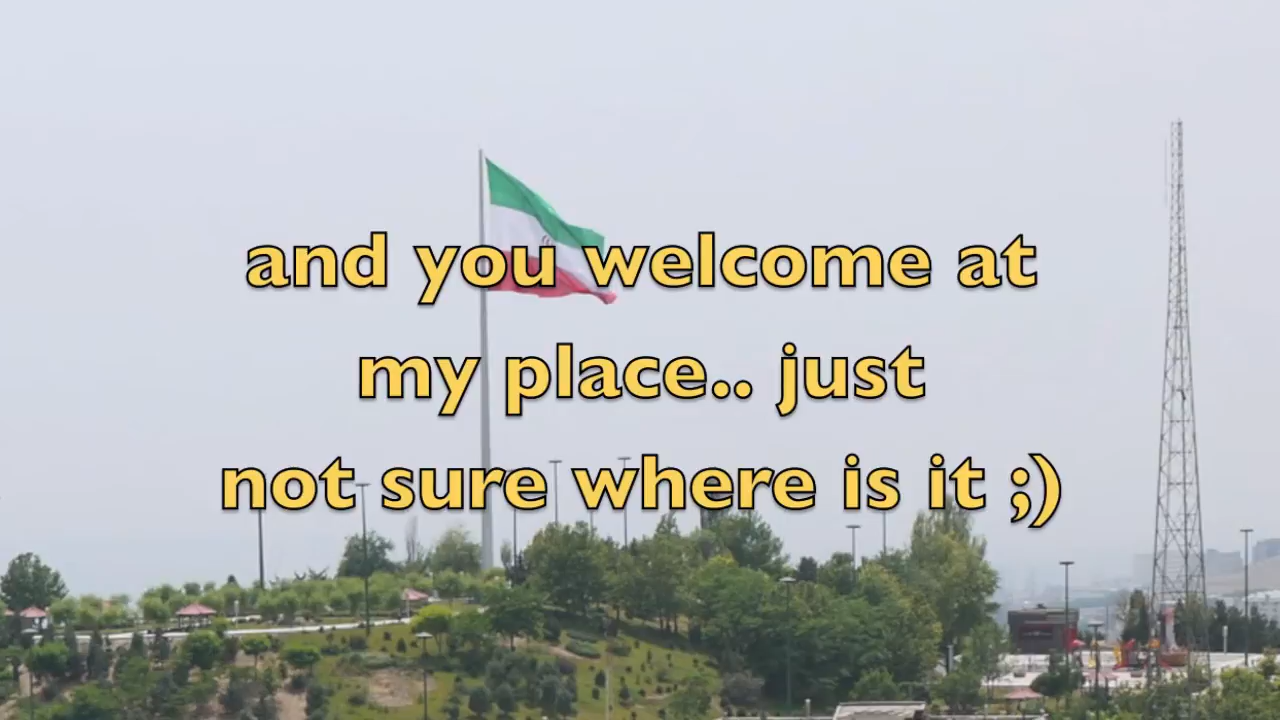 and you welcome at
my place.. just
not sure where is it ;)